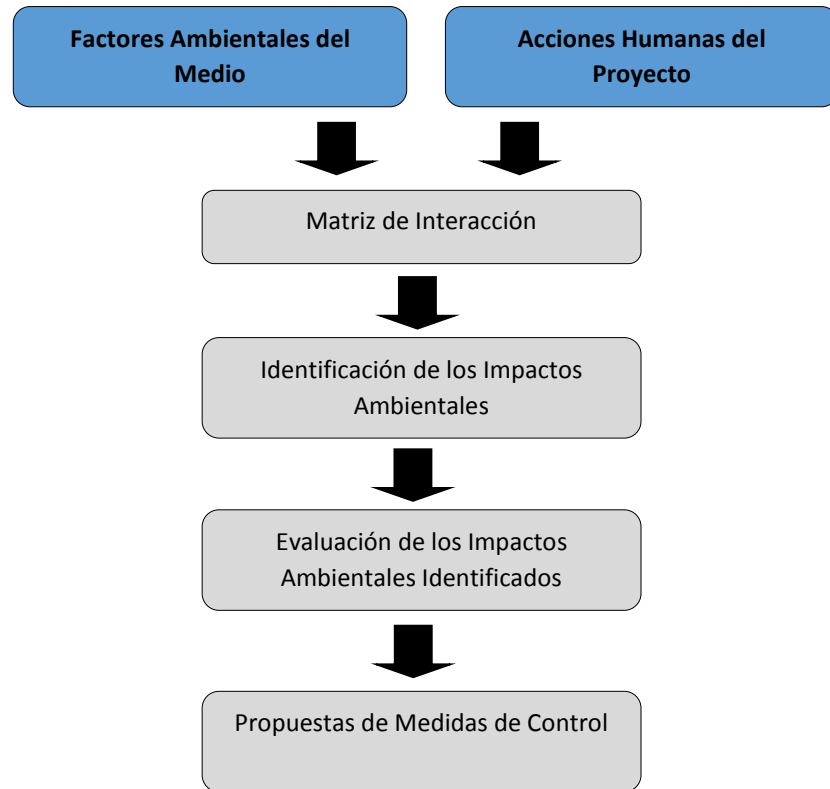 Factores Ambientales del
Medio
Acciones Humanas del
Proyecto
Matriz de Interacción
Identificación de los Impactos
Ambientales
Evaluación de los Impactos
Ambientales Identificados
Propuestas de Medidas de Control